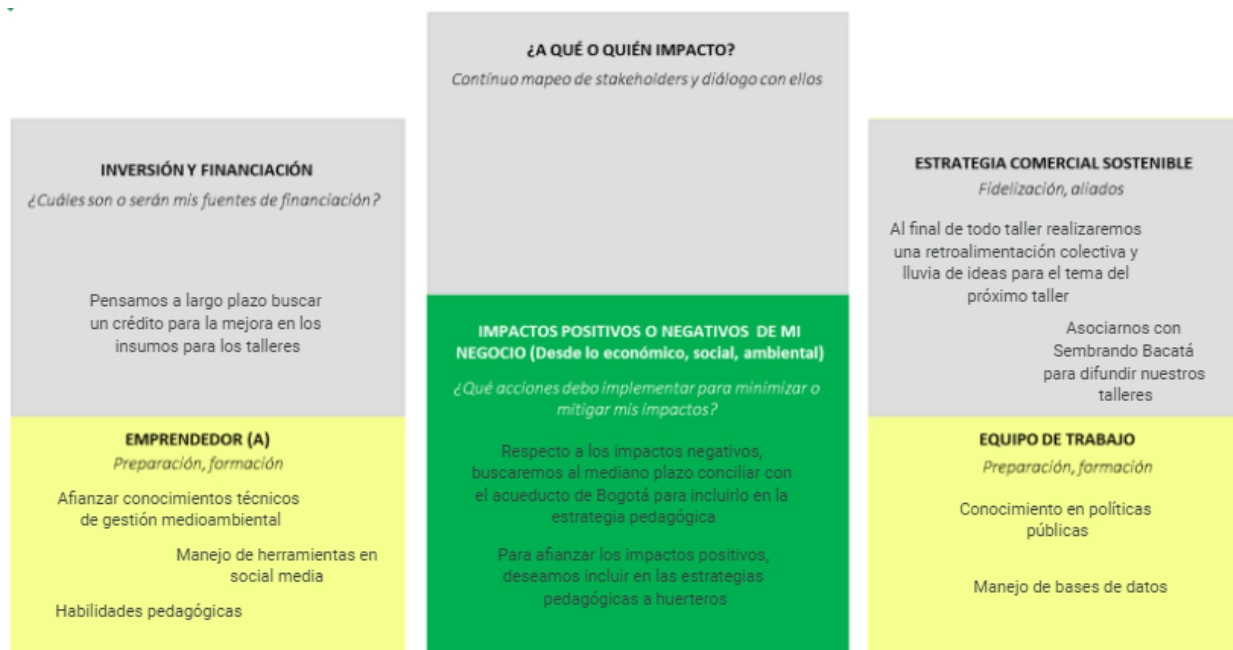 ¿A QUÉ O QUIÉN IMPACTO?
Contínuo mapeo de stakeholders y diálogo con ellos
INVERSIÓN Y FINANCIACIÓN
¿Cuáles son o serán mis fuentes de financiación?
Pensamos a largo plazo buscar
un crédito para la mejora en los
insumos para los talleres
ESTRATEGIA COMERCIAL SOSTENIBLE
Fidelización, aliados
Al final de todo taller realizaremos
una retroalimentación colectiva y
lluvia de ideas para el tema del
próximo taller
Asociarnos con
Sembrando Bacatá
para difundir nuestros
talleres
IMPACTOS POSITIVOS O NEGATIVOS DE MI
NEGOCIO (Desde lo económico, social, ambiental)
¿Qué acciones debo implementar para minimizar o
mitigar mis impactos?
Respecto a los impactos negativos,
buscaremos al mediano plazo conciliar con
el acueducto de Bogotá para incluirlo en la
estrategia pedagógica
Para afianzar los impactos positivos,
deseamos incluir en las estrategias
pedagógicas a huerteros
EMPRENDEDOR (A)
Preparación, formación
Afianzar conocimientos técnicos
de gestión medioambiental
Manejo de herramientas en
social media
Habilidades pedagógicas
EQUIPO DE TRABAJO
Preparación, formación
Conocimiento en políticas
públicas
Manejo de bases de datos